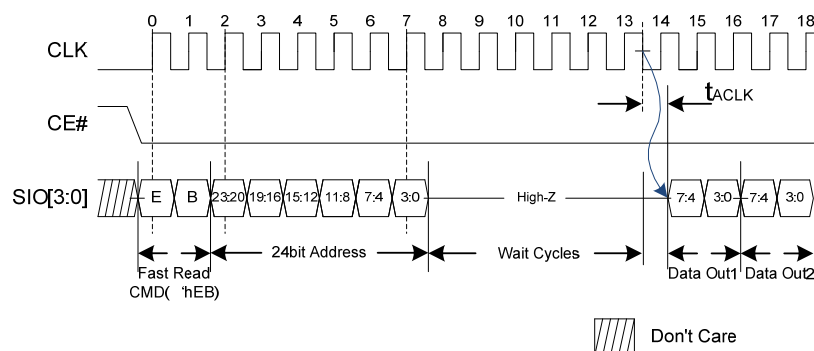 0 1 2 3 4 5 6 7 8 9 10 11 12 13 14 15 16 17 18
CLK
tACLK
CE#
SIO[3:0] E B 23:20 19:16 15:12 11:8 7:4 3:0 High-Z 7:4 3:0 7:4 3:0
24bit Address Wait Cycles
Fast Read Data Out1 Data Out2
CMD( 'hEB)
Don't Care